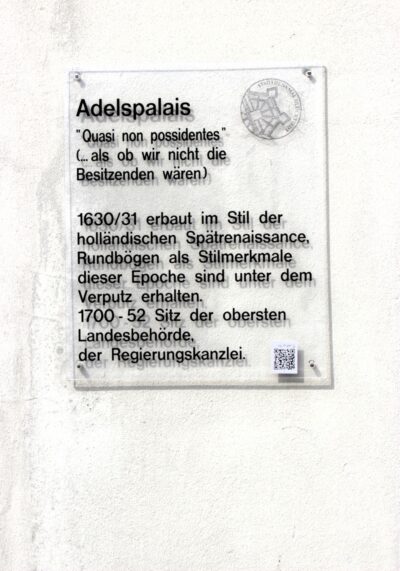 Adelspalais
"Quasi non possidentes"
(... als ob wir nicht die
Besitzenden wären)
1630/31 erbaut im Stil der
holländischen Spätrenaissance.
Rundbögen als Stilmerkmale
dieser Epoche sind unter dem
Verputz erhalten.
1700 - 52 Sitz der obersten
Landesbehörde,
der Regierungskanzlei.